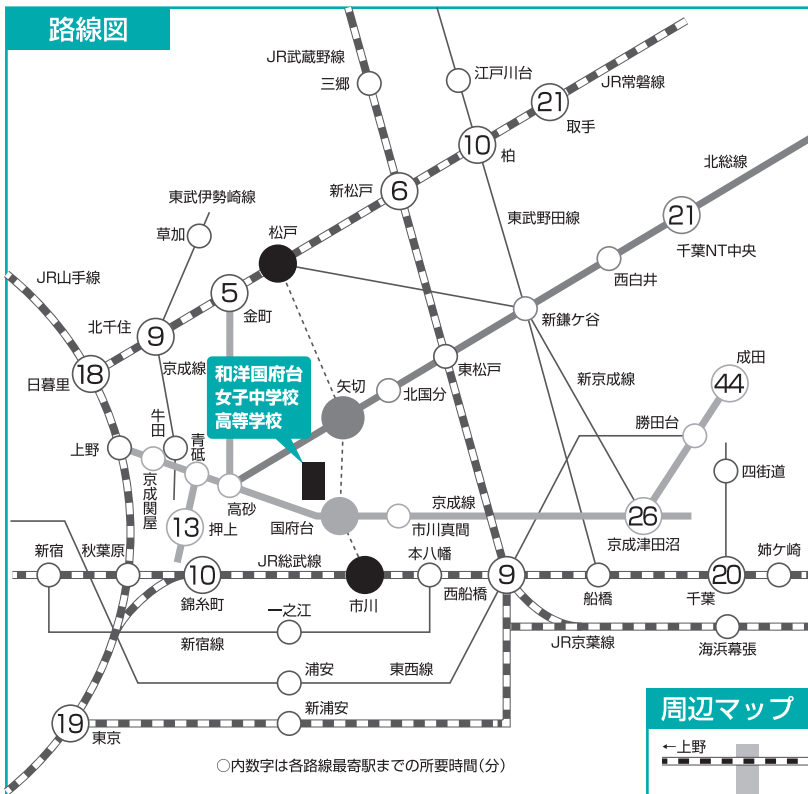 路線図
JR武蔵野線
三郷
江戸川台
JR常磐線
21
取手
10
柏
北総線
新松戸
6
東武伊勢崎線
草加
松戸
東武野田線
21
千葉NT中央
西白井
JR山手線
5
金町
新鎌ケ谷
北千住
9
京成線
東松戸
18
日暮里
和洋国府台
女子中学校
高等学校
矢切
北国分
新京成線
成田
44
勝田台
牛田
青砥
上野
京成関屋
高砂
四街道
13
押上
国府台
京成線
市川真間
26
京成津田沼
新宿
秋葉原
JR総武線
本八幡
姉ケ崎
10
錦糸町
市川
西船橋
9
船橋
20
千葉
一之江
新宿線
JR京葉線
海浜幕張
浦安
東西線
新浦安
19
東京
周辺マップ
←上野
○内数字は各路線最寄駅までの所要時間(分)